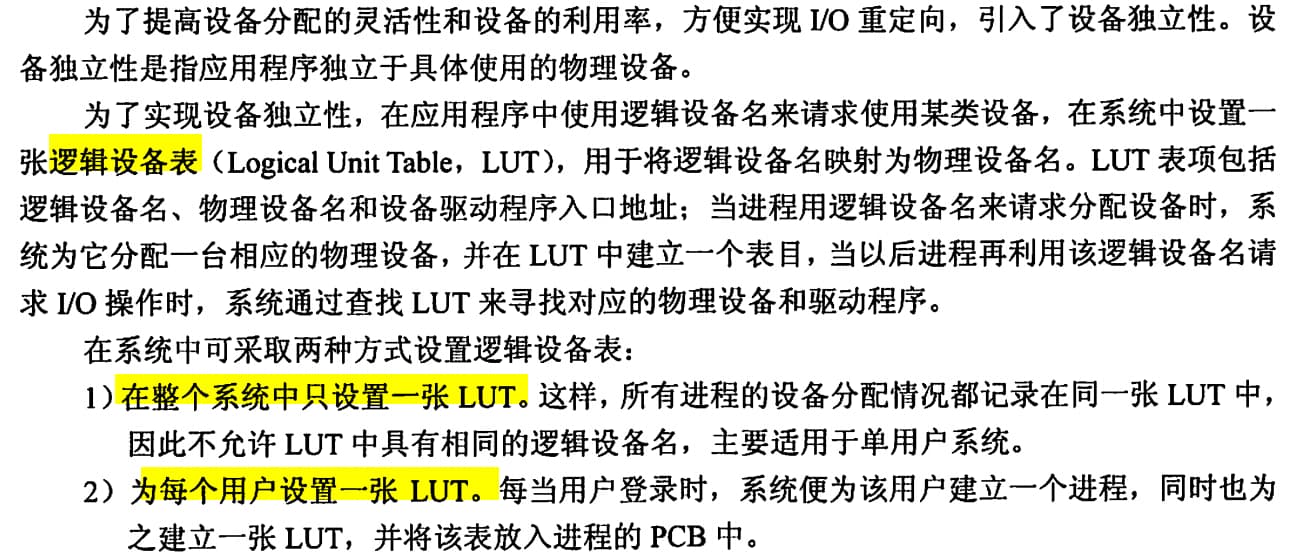 为了提高设备分配的灵活性和设备的利用率，方便实现 I/O 重定向，引入了设备独立性。设
备独立性是指应用程序独立于具体使用的物理设备。
为了实现设备独立性，在应用程序中使用逻辑设备名来请求使用某类设备，在系统中设置一
张逻辑设备表（Logical Unit Table，LUT），用于将逻辑设备名映射为物理设备名。LUT 表项包括
逻辑设备名、物理设备名和设备驱动程序入口地址；当进程用逻辑设备名来请求分配设备时，系
统为它分配一台相应的物理设备，并在 LUT 中建立一个表目，当以后进程再利用该逻辑设备名请
求 I/O 操作时，系统通过查找 LUT 来寻找对应的物理设备和驱动程序。
在系统中可采取两种方式设置逻辑设备表：
1）在整个系统中只设置一张 LUT。这样，所有进程的设备分配情况都记录在同一张 LUT 中，
因此不允许 LUT 中具有相同的逻辑设备名，主要适用于单用户系统。
2）为每个用户设置一张 LUT。每当用户登录时，系统便为该用户建立一个进程，同时也为
之建立一张 LUT，并将该表放入进程的 PCB 中。